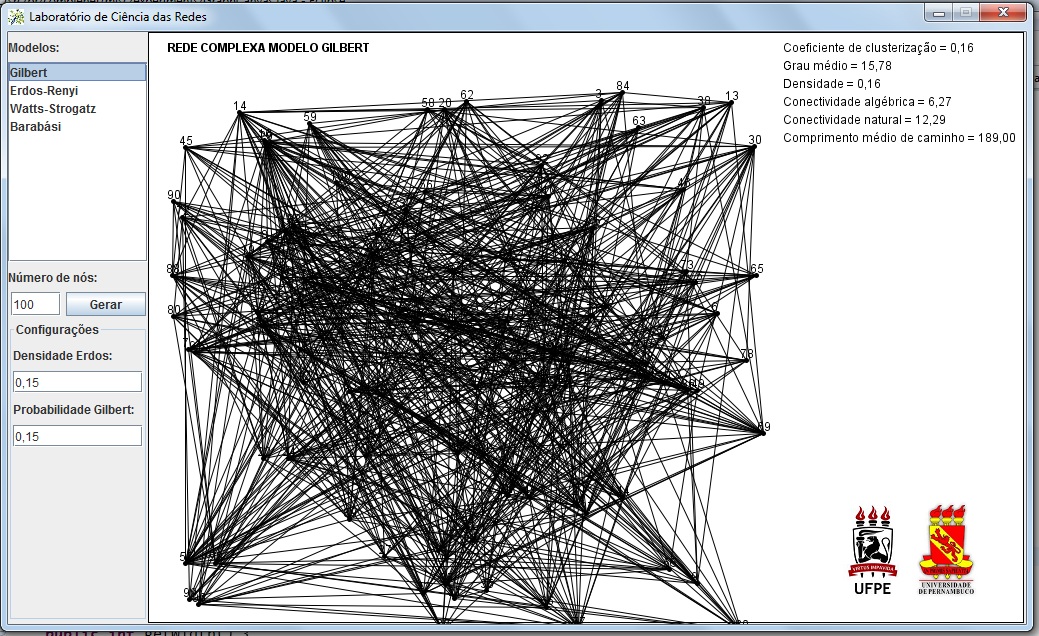 Laboratório de Ciência das Redes
Modelos:
Gilbert
Erdos-Renyi
Watts-Strogatz
Barabási
Número de nós:
100 Gerar
Configurações
Densidade Erdos:
0,15
Probabilidade Gilbert:
0,15
REDE COMPLEXA MODELO GILBERT
Coeficiente de clusterização = 0,16
Grau médio = 15,78
Densidade = 0,16
Conectividade algébrica = 6,27
Conectividade natural = 12,29
Comprimento médio de caminho = 189,00
84
62
3
13
14
58 20
38
59
63
45
30
90
65
80
78
VIRTUS IMPAVIDA
UFPE
UNIVERSIDADE
DE PERNAMBUCO